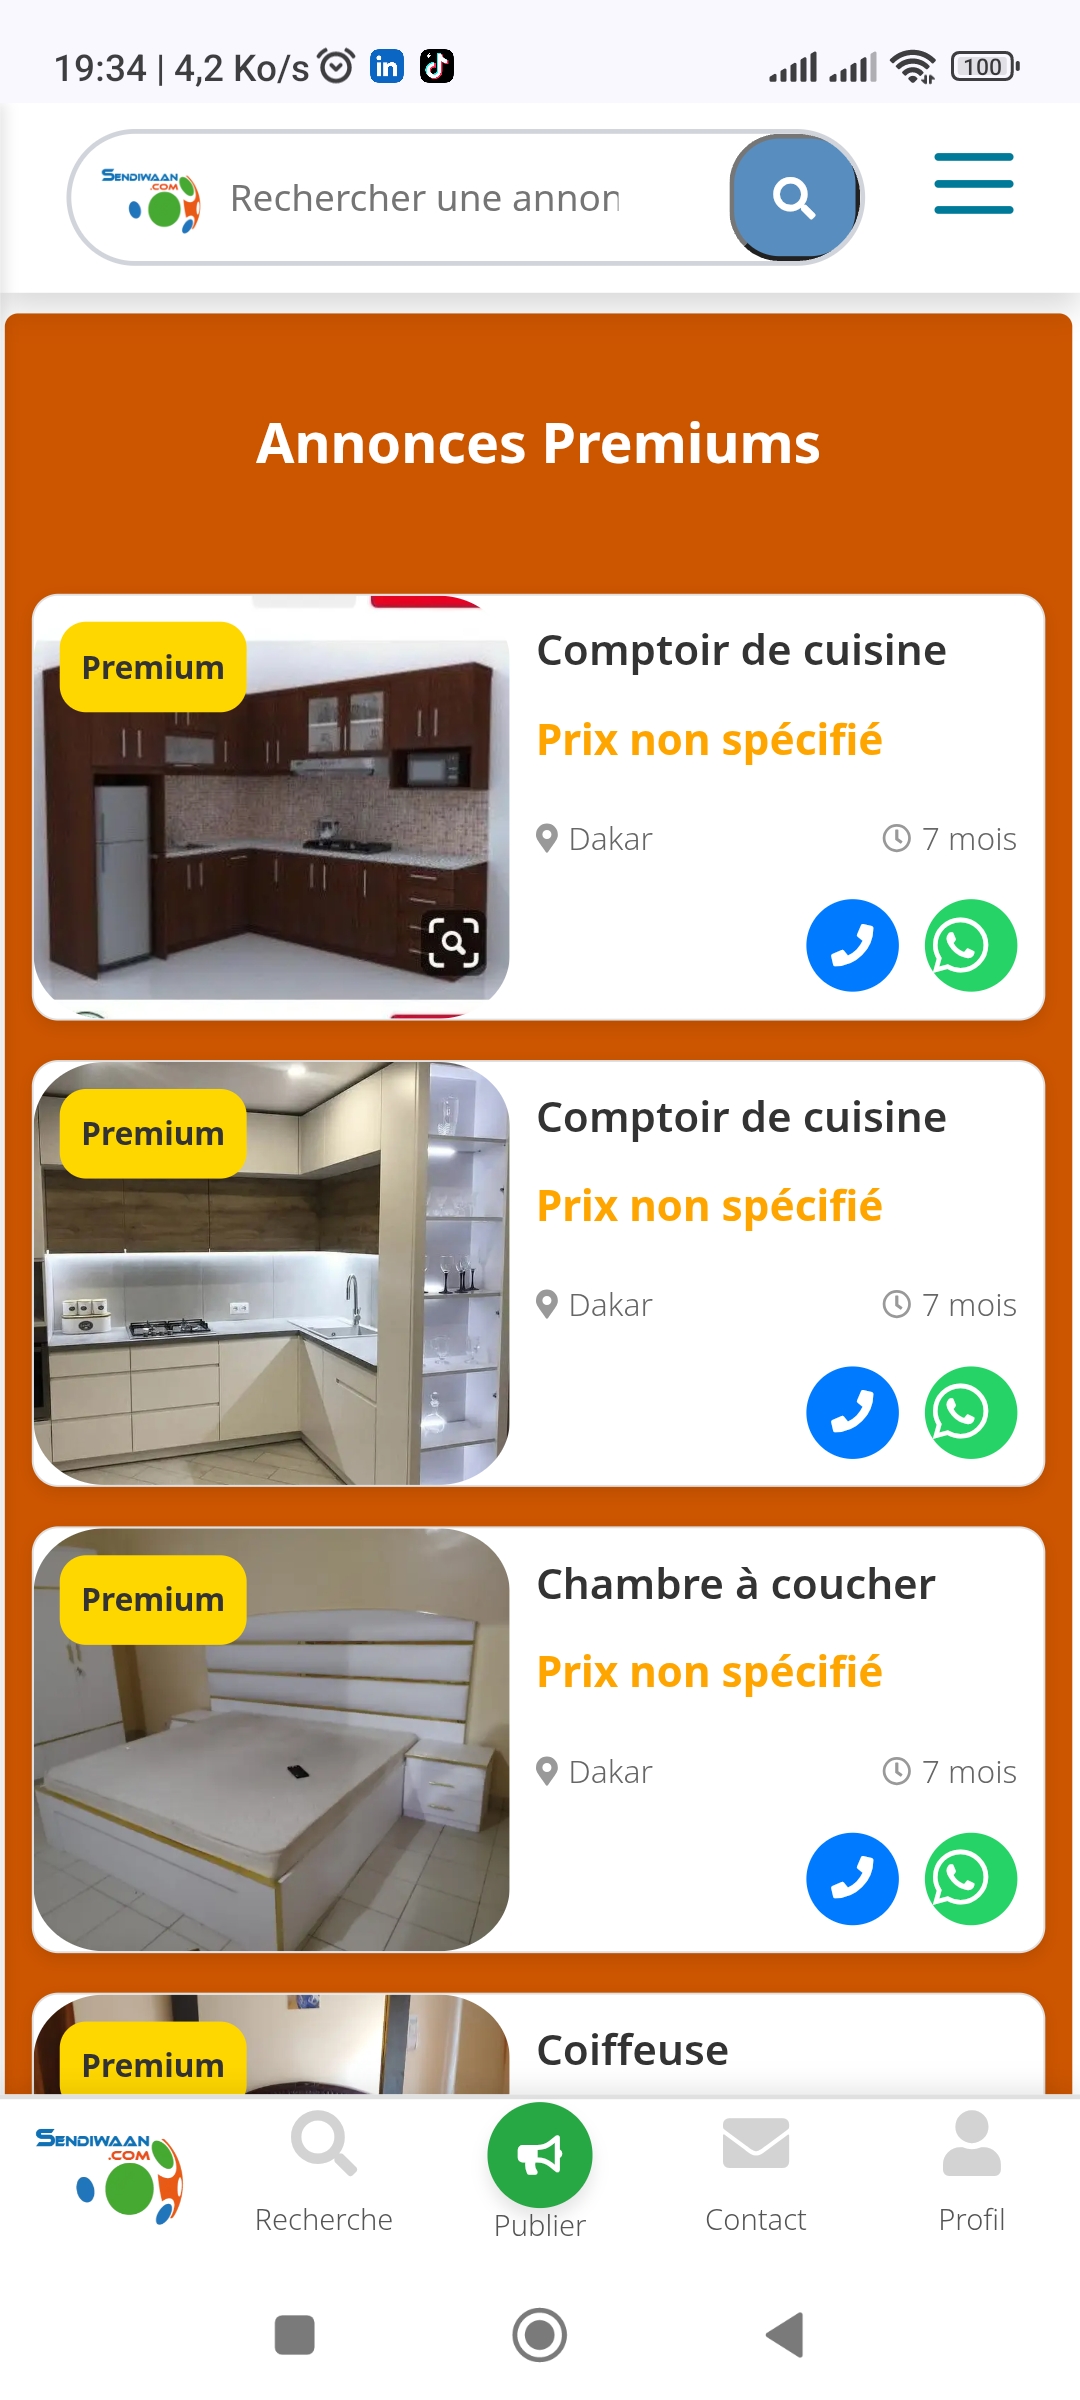 19:34 | 4,2 Ko/s
100
SENDIWAAN
.COM
Rechercher une annon
Annonces Premiums
Premium
Comptoir de cuisine
Prix non spécifié
Dakar
7 mois
Premium
Comptoir de cuisine
Prix non spécifié
Dakar
7 mois
Premium
Chambre à coucher
Prix non spécifié
Dakar
7 mois
Premium
Coiffeuse
SENDIWAAN
.COM
Recherche
Publier
Contact
Profil